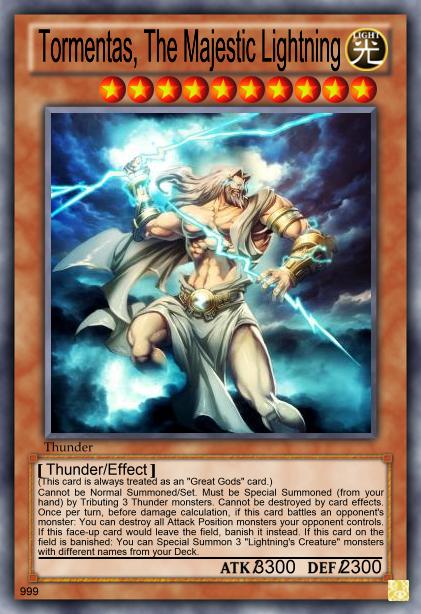 Tormentas, The Majestic Lightning
LIGHT
光
Thunder
[ Thunder/Effect ]
(This card is always treated as an "Great Gods" card.)
Cannot be Normal Summoned/Set. Must be Special Summoned (from your
hand) by Tributing 3 Thunder monsters. Cannot be destroyed by card effects.
Once per turn, before damage calculation, if this card battles an opponent's
monster: You can destroy all Attack Position monsters your opponent controls.
If this face-up card would leave the field, banish it instead. If this card on the
field is banished: You can Special Summon 3 "Lightning's Creature" monsters
with different names from your Deck.
ATK 3300 DEF 2300
999